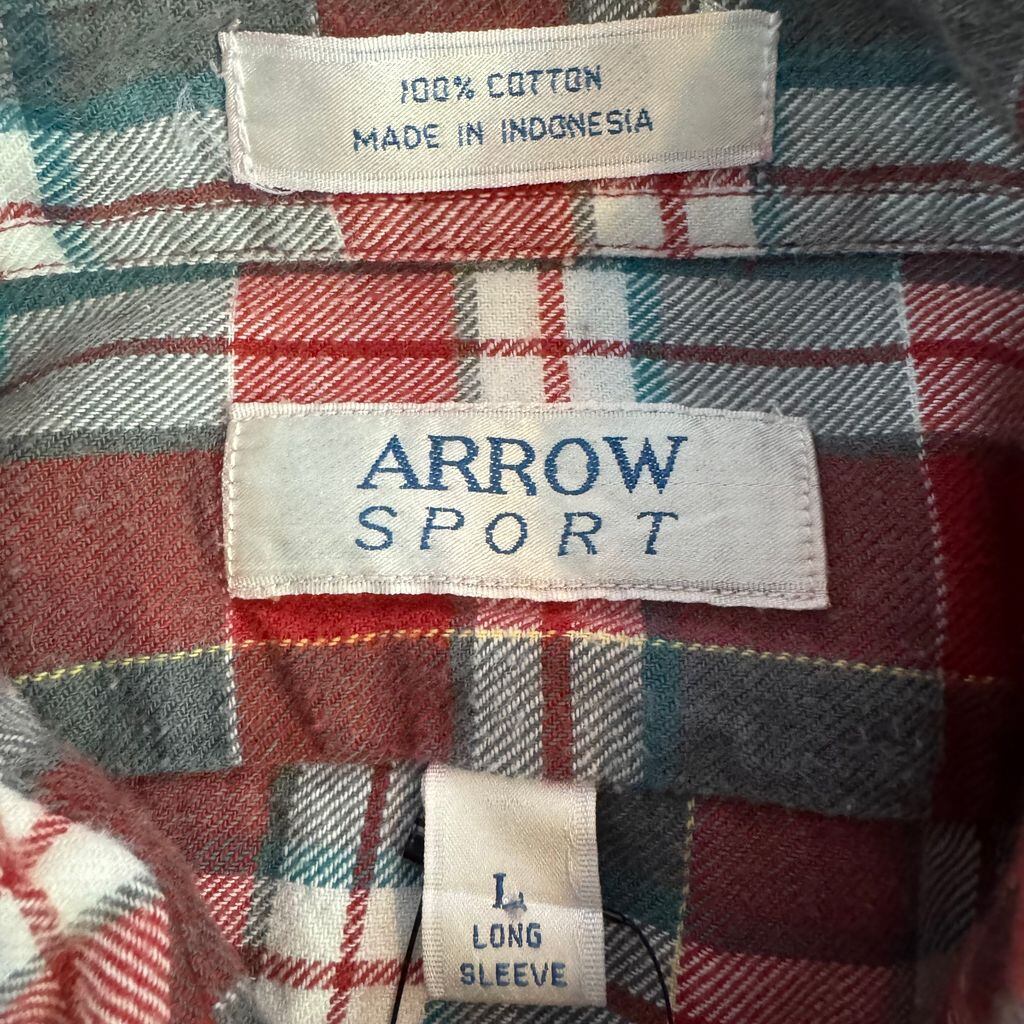 100% COTTON
MADE IN INDONESIA
ARROW
SPORT
L
LONG
SLEEVE